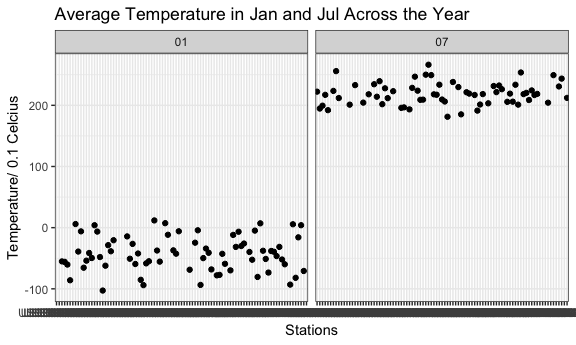 Average Temperature in Jan and Jul Across the Year
01 07
Temperature/ 0.1 Celcius
200
100
0
-100
Stations